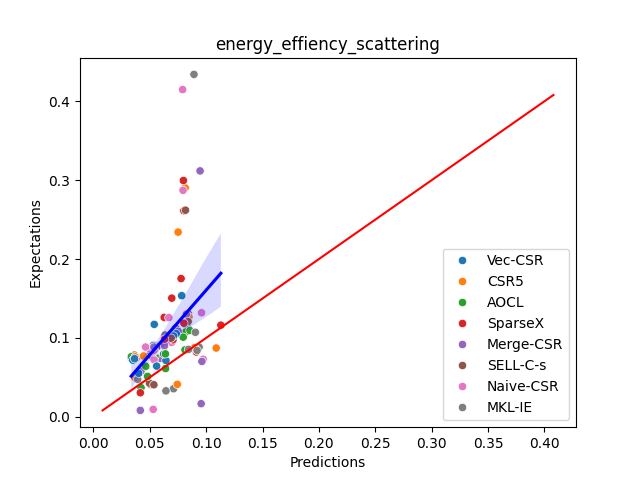 energy_effiency_scattering
Expectations
0.4
0.3
0.2
0.1
0.0
0.00 0.05 0.10 0.15 0.20 0.25 0.30 0.35 0.40
Predictions
Vec-CSR
CSR5
AOCL
SparseX
Merge-CSR
SELL-C-s
Naive-CSR
MKL-IE